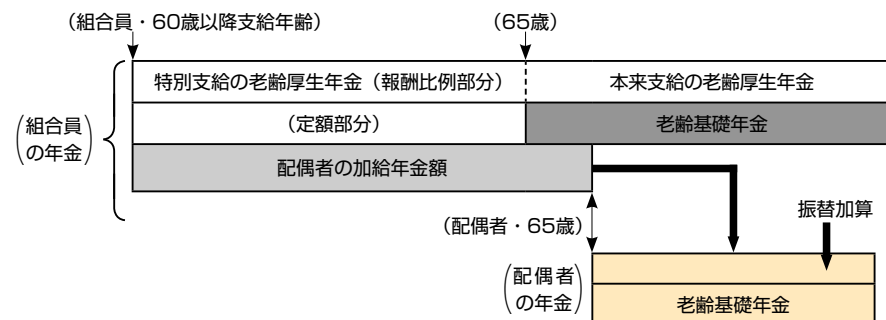 (組合員・60歳以降支給年齢)
(65歳)
特別支給の老齢厚生年金(報酬比例部分)
本来支給の老齢厚生年金
(定額部分)
老齢基礎年金
(組合員
の年金)
配偶者の加給年金額
(配偶者・65歳)
振替加算
(配偶者
の年金)
老齢基礎年金